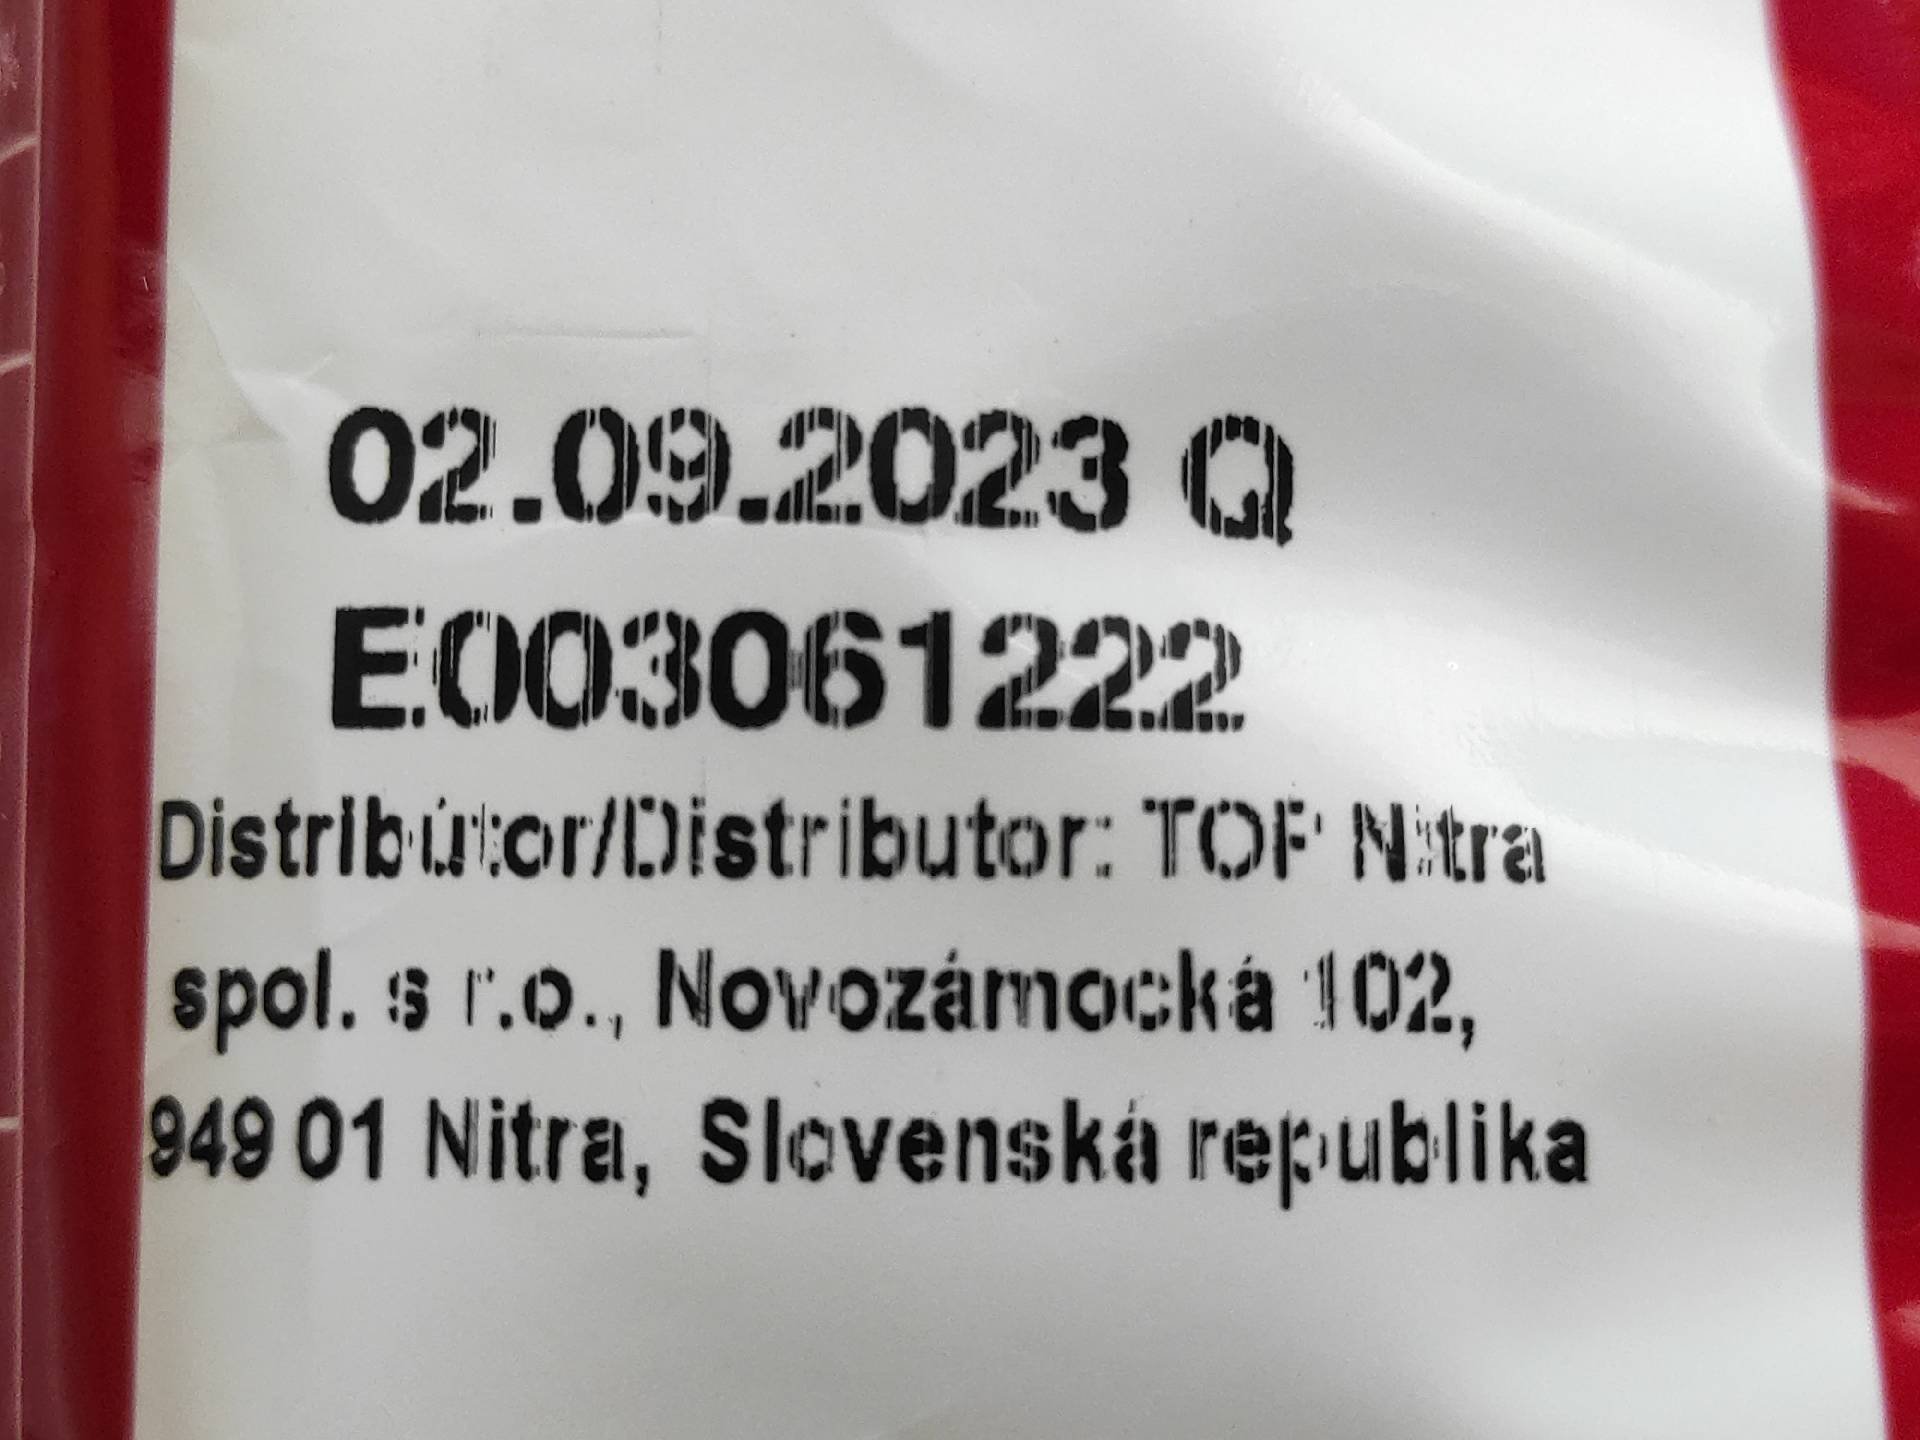 02.09.2023 Q
E003061222
Distribútor/Distributor: TOP Nitra
spol. s r.o., Novozámocká 102,
949 01 Nitra, Slovenská republika